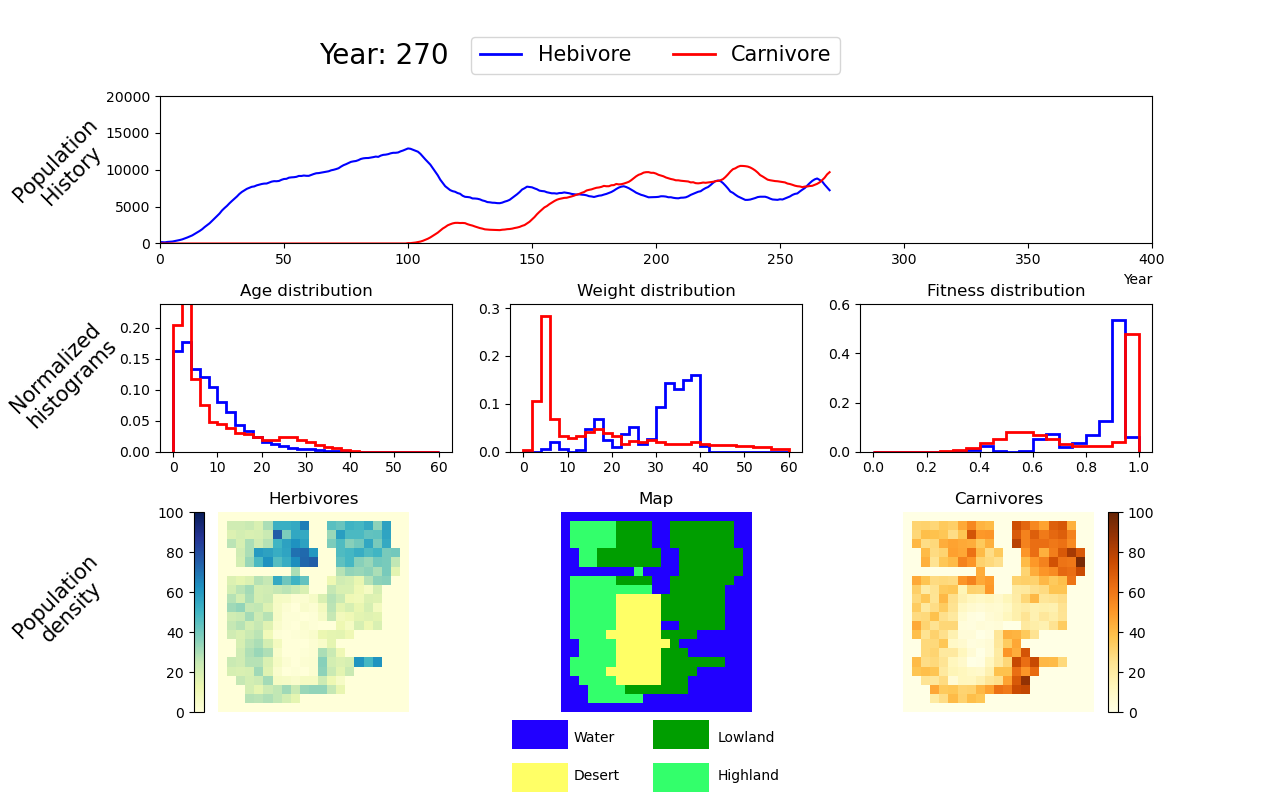 Year: 270
Hebivore
Carnivore
Population
History
20000
15000
10000
5000
0
0 50 100 150 200 250 300 350 400
Year
Normalized
histograms
Age distribution
0.20
0.15
0.10
0.05
0.00
0 20 40 60
Weight distribution
0.3
0.2
0.1
0.0
0 10 20 30 40 50 60
Fitness distribution
0.6
0.4
0.2
0.0
0.0 0.2 0.4 0.6 0.8 1.0
Population
density
Herbivores
100
80
60
40
20
0
Map
Carnivores
100
80
60
40
20
0
Water
Lowland
Desert
Highland